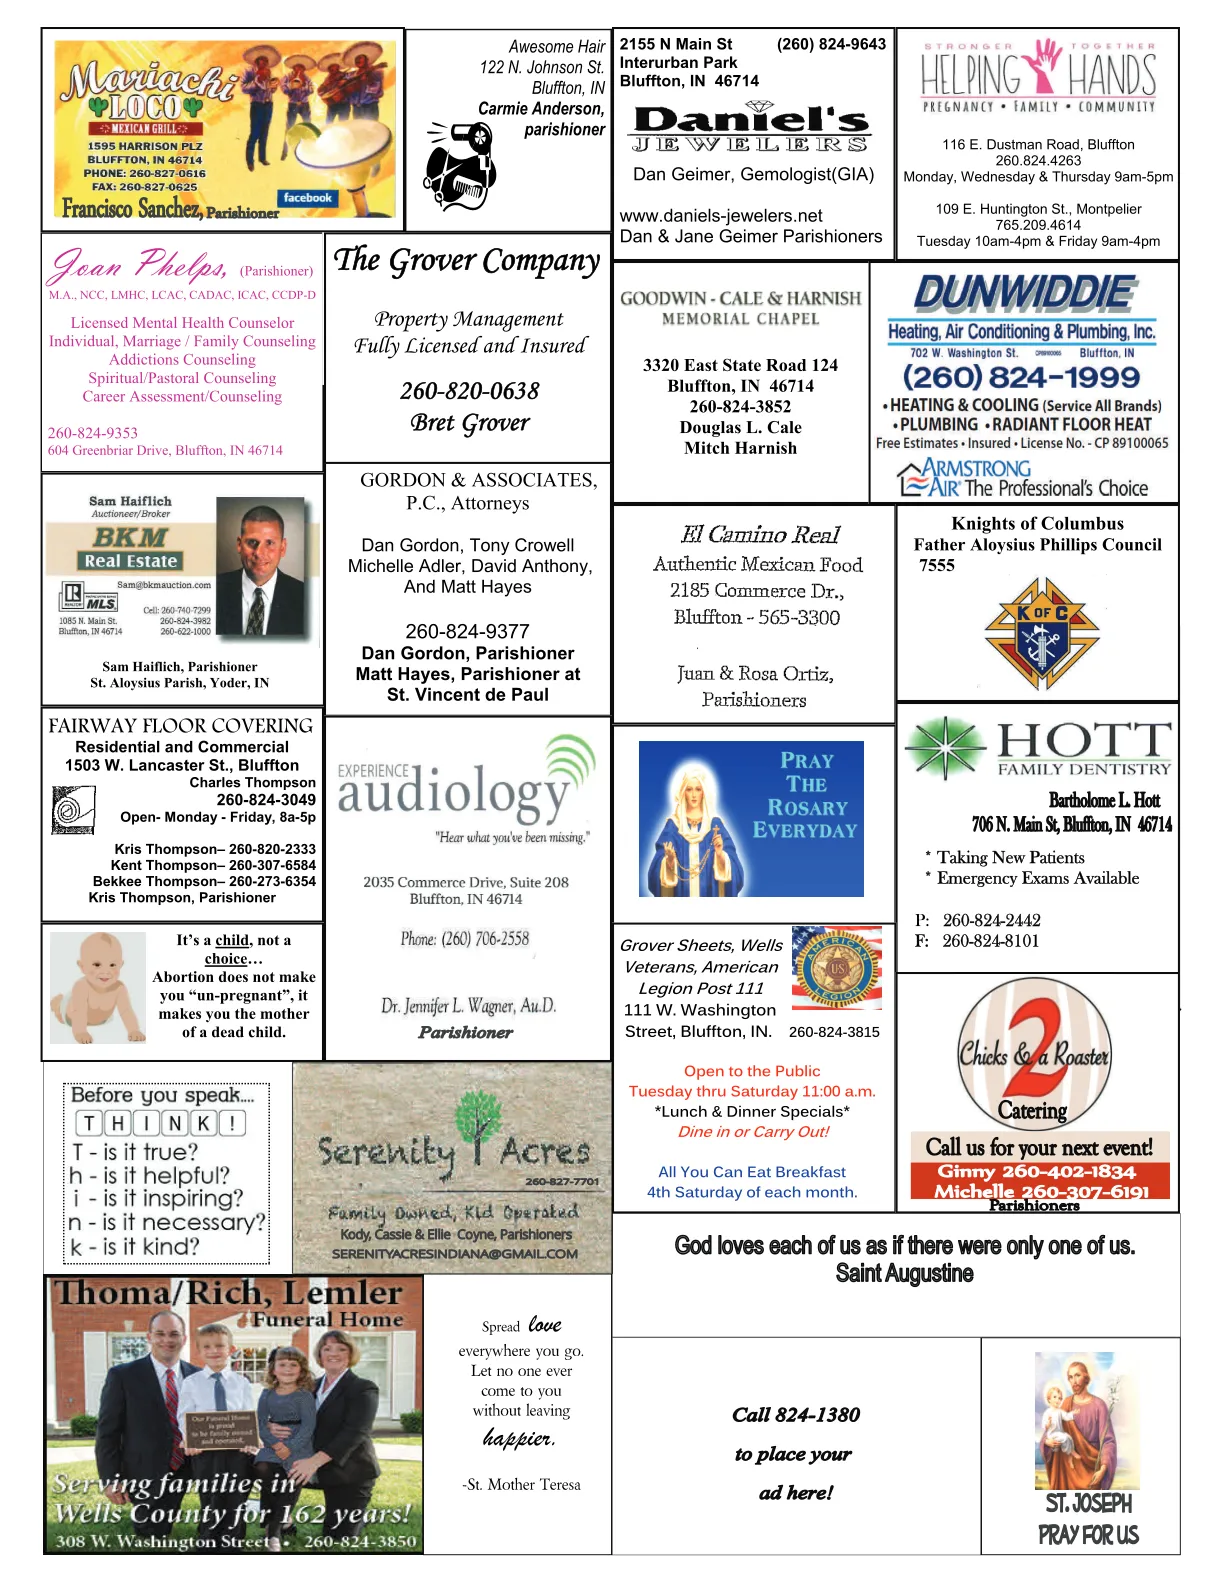 Mariachi
LOCO
MEXICAN GRILL
1595 HARRISON PLZ
BLUFFTON, IN 46714
PHONE: 260-827-0616
FAX: 260-827-0625
facebook
Francisco Sanchez, Parishioner
Awesome Hair
122 N. Johnson St.
Bluffton, IN
Carmie Anderson,
parishioner
2155 N Main St (260) 824-9643
Interurban Park
Bluffton, IN 46714
Daniel's
JEWELERS
Dan Geimer, Gemologist(GIA)
www.daniels-jewelers.net
Dan & Jane Geimer Parishioners
STRONGER TOGETHER
HELPING HANDS
PREGNANCY • FAMILY • COMMUNITY
116 E. Dustman Road, Bluffton
260.824.4263
Monday, Wednesday & Thursday 9am-5pm
109 E. Huntington St., Montpelier
765.209.4614
Tuesday 10am-4pm & Friday 9am-4pm
Joan Phelps, (Parishioner)
M.A., NCC, LMHC, LCAC, CADAC, ICAC, CCDP-D
Licensed Mental Health Counselor
Individual, Marriage / Family Counseling
Addictions Counseling
Spiritual/Pastoral Counseling
Career Assessment/Counseling
260-824-9353
604 Greenbriar Drive, Bluffton, IN 46714
The Grover Company
Property Management
Fully Licensed and Insured
260-820-0638
Bret Grover
GOODWIN - CALE & HARNISH
MEMORIAL CHAPEL
3320 East State Road 124
Bluffton, IN 46714
260-824-3852
Douglas L. Cale
Mitch Harnish
DUNWIDDIE
Heating, Air Conditioning & Plumbing, Inc.
702 W. Washington St. CP89100065 Bluffton, IN
(260) 824-1999
• HEATING & COOLING (Service All Brands)
• PLUMBING • RADIANT FLOOR HEAT
Free Estimates • Insured • License No. - CP 89100065
ARMSTRONG
AIR The Professional's Choice
Sam Haiflich
Auctioneer/Broker
BKM
Real Estate
Sam@bkmauction.com
REALTOR MLS
Cell: 260-740-7299
1085 N. Main St. 260-824-3982
Bluffton, IN 46714 260-622-1000
Sam Haiflich, Parishioner
St. Aloysius Parish, Yoder, IN
GORDON & ASSOCIATES,
P.C., Attorneys
Dan Gordon, Tony Crowell
Michelle Adler, David Anthony,
And Matt Hayes
260-824-9377
Dan Gordon, Parishioner
Matt Hayes, Parishioner at
St. Vincent de Paul
El Camino Real
Authentic Mexican Food
2185 Commerce Dr.,
Bluffton - 565-3300
Juan & Rosa Ortiz,
Parishioners
Knights of Columbus
Father Aloysius Phillips Council
7555
K OF C
FAIRWAY FLOOR COVERING
Residential and Commercial
1503 W. Lancaster St., Bluffton
Charles Thompson
260-824-3049
Open- Monday - Friday, 8a-5p
Kris Thompson– 260-820-2333
Kent Thompson– 260-307-6584
Bekkee Thompson– 260-273-6354
Kris Thompson, Parishioner
EXPERIENCE
audiology
"Hear what you've been missing."
2035 Commerce Drive, Suite 208
Bluffton, IN 46714
Phone: (260) 706-2558
Dr. Jennifer L. Wagner, Au.D.
Parishioner
PRAY
THE
ROSARY
EVERYDAY
HOTT
FAMILY DENTISTRY
Bartholome L. Hott
706 N. Main St, Bluffton, IN 46714
* Taking New Patients
* Emergency Exams Available
P: 260-824-2442
F: 260-824-8101
It's a child, not a
choice…
Abortion does not make
you “un-pregnant”, it
makes you the mother
of a dead child.
Grover Sheets, Wells
Veterans, American
Legion Post 111
111 W. Washington
Street, Bluffton, IN. 260-824-3815
AMERICAN
US
LEGION
Open to the Public
Tuesday thru Saturday 11:00 a.m.
*Lunch & Dinner Specials*
Dine in or Carry Out!
All You Can Eat Breakfast
4th Saturday of each month.
2
Chicks & a Roaster
Catering
Call us for your next event!
Ginny 260-402-1834
Michelle 260-307-6191
Parishioners
Before you speak....
T H I N K !
T - is it true?
h - is it helpful?
i - is it inspiring?
n - is it necessary?
k - is it kind?
Serenity Acres
260-827-7701
Family Owned, Kid Operated
Kody, Cassie & Ellie Coyne, Parishioners
SERENITYACRESINDIANA@GMAIL.COM
God loves each of us as if there were only one of us.
Saint Augustine
Thoma/Rich, Lemler
Funeral Home
Our Funeral Home
is proud
to be family owned
and operated.
Serving families in
Wells County for 162 years!
308 W. Washington Street • 260-824-3850
Spread love
everywhere you go.
Let no one ever
come to you
without leaving
happier.
-St. Mother Teresa
Call 824-1380
to place your
ad here!
ST. JOSEPH
PRAY FOR US